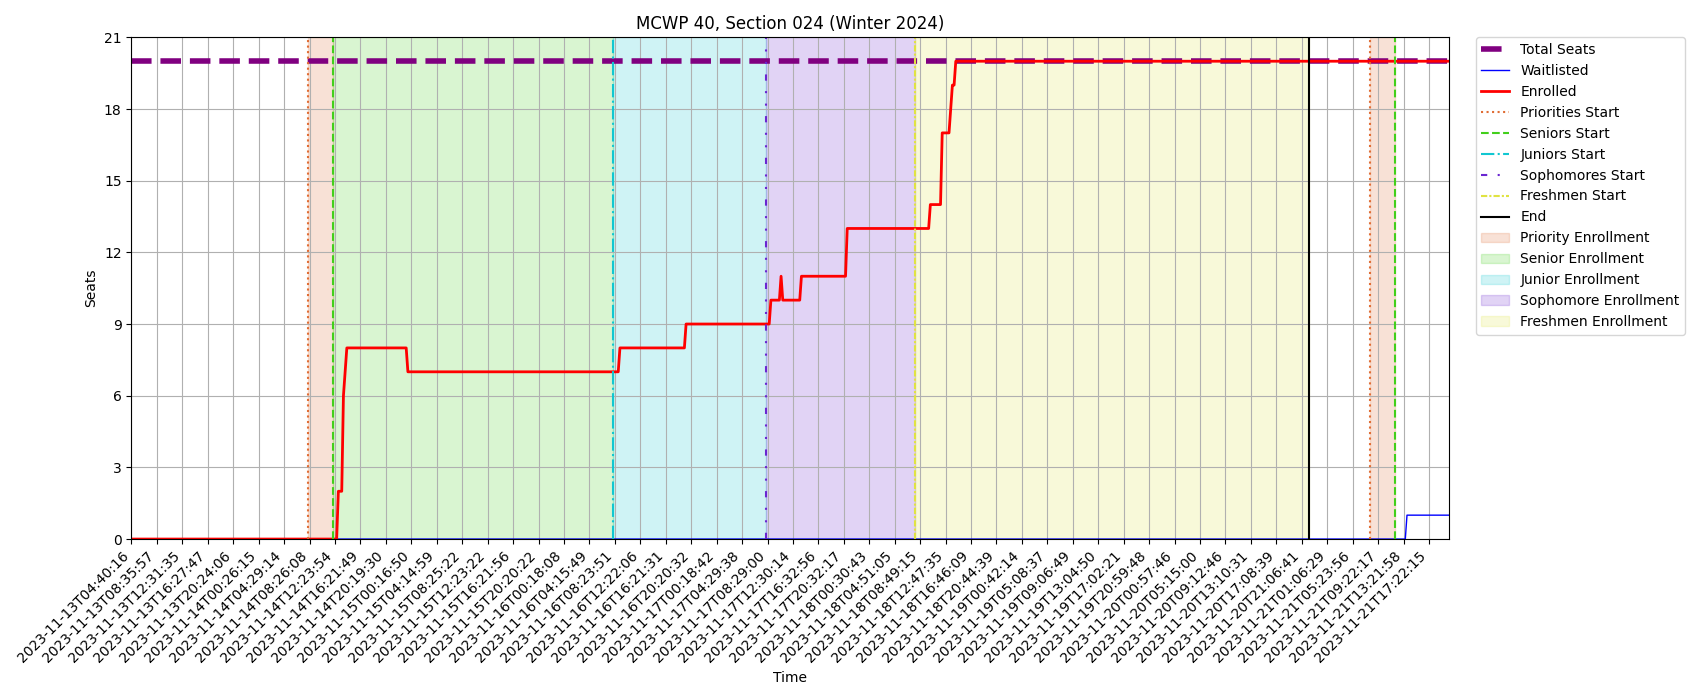 MCWP 40, Section 024 (Winter 2024)
21
18
15
12
9
6
3
0
Seats
2023-11-13T04:40:16
2023-11-13T08:35:57
2023-11-13T12:31:35
2023-11-13T16:27:47
2023-11-13T20:24:06
2023-11-14T00:26:15
2023-11-14T04:29:14
2023-11-14T08:26:08
2023-11-14T12:23:54
2023-11-14T16:21:49
2023-11-14T20:19:30
2023-11-15T00:16:50
2023-11-15T04:14:59
2023-11-15T08:25:22
2023-11-15T12:23:22
2023-11-15T16:21:56
2023-11-15T20:20:22
2023-11-16T00:18:08
2023-11-16T04:15:49
2023-11-16T08:23:51
2023-11-16T12:22:06
2023-11-16T16:21:31
2023-11-16T20:20:32
2023-11-17T00:18:42
2023-11-17T04:29:38
2023-11-17T08:29:00
2023-11-17T12:30:14
2023-11-17T16:32:56
2023-11-17T20:32:17
2023-11-18T00:30:43
2023-11-18T04:51:05
2023-11-18T08:49:15
2023-11-18T12:47:35
2023-11-18T16:46:09
2023-11-18T20:44:39
2023-11-19T00:42:14
2023-11-19T05:08:37
2023-11-19T09:06:49
2023-11-19T13:04:50
2023-11-19T17:02:21
2023-11-19T20:59:48
2023-11-20T00:57:46
2023-11-20T05:15:00
2023-11-20T09:12:46
2023-11-20T13:10:31
2023-11-20T17:08:39
2023-11-20T21:06:41
2023-11-21T01:06:29
2023-11-21T05:23:56
2023-11-21T09:22:17
2023-11-21T13:21:58
2023-11-21T17:22:15
Time
Total Seats
Waitlisted
Enrolled
Priorities Start
Seniors Start
Juniors Start
Sophomores Start
Freshmen Start
End
Priority Enrollment
Senior Enrollment
Junior Enrollment
Sophomore Enrollment
Freshmen Enrollment